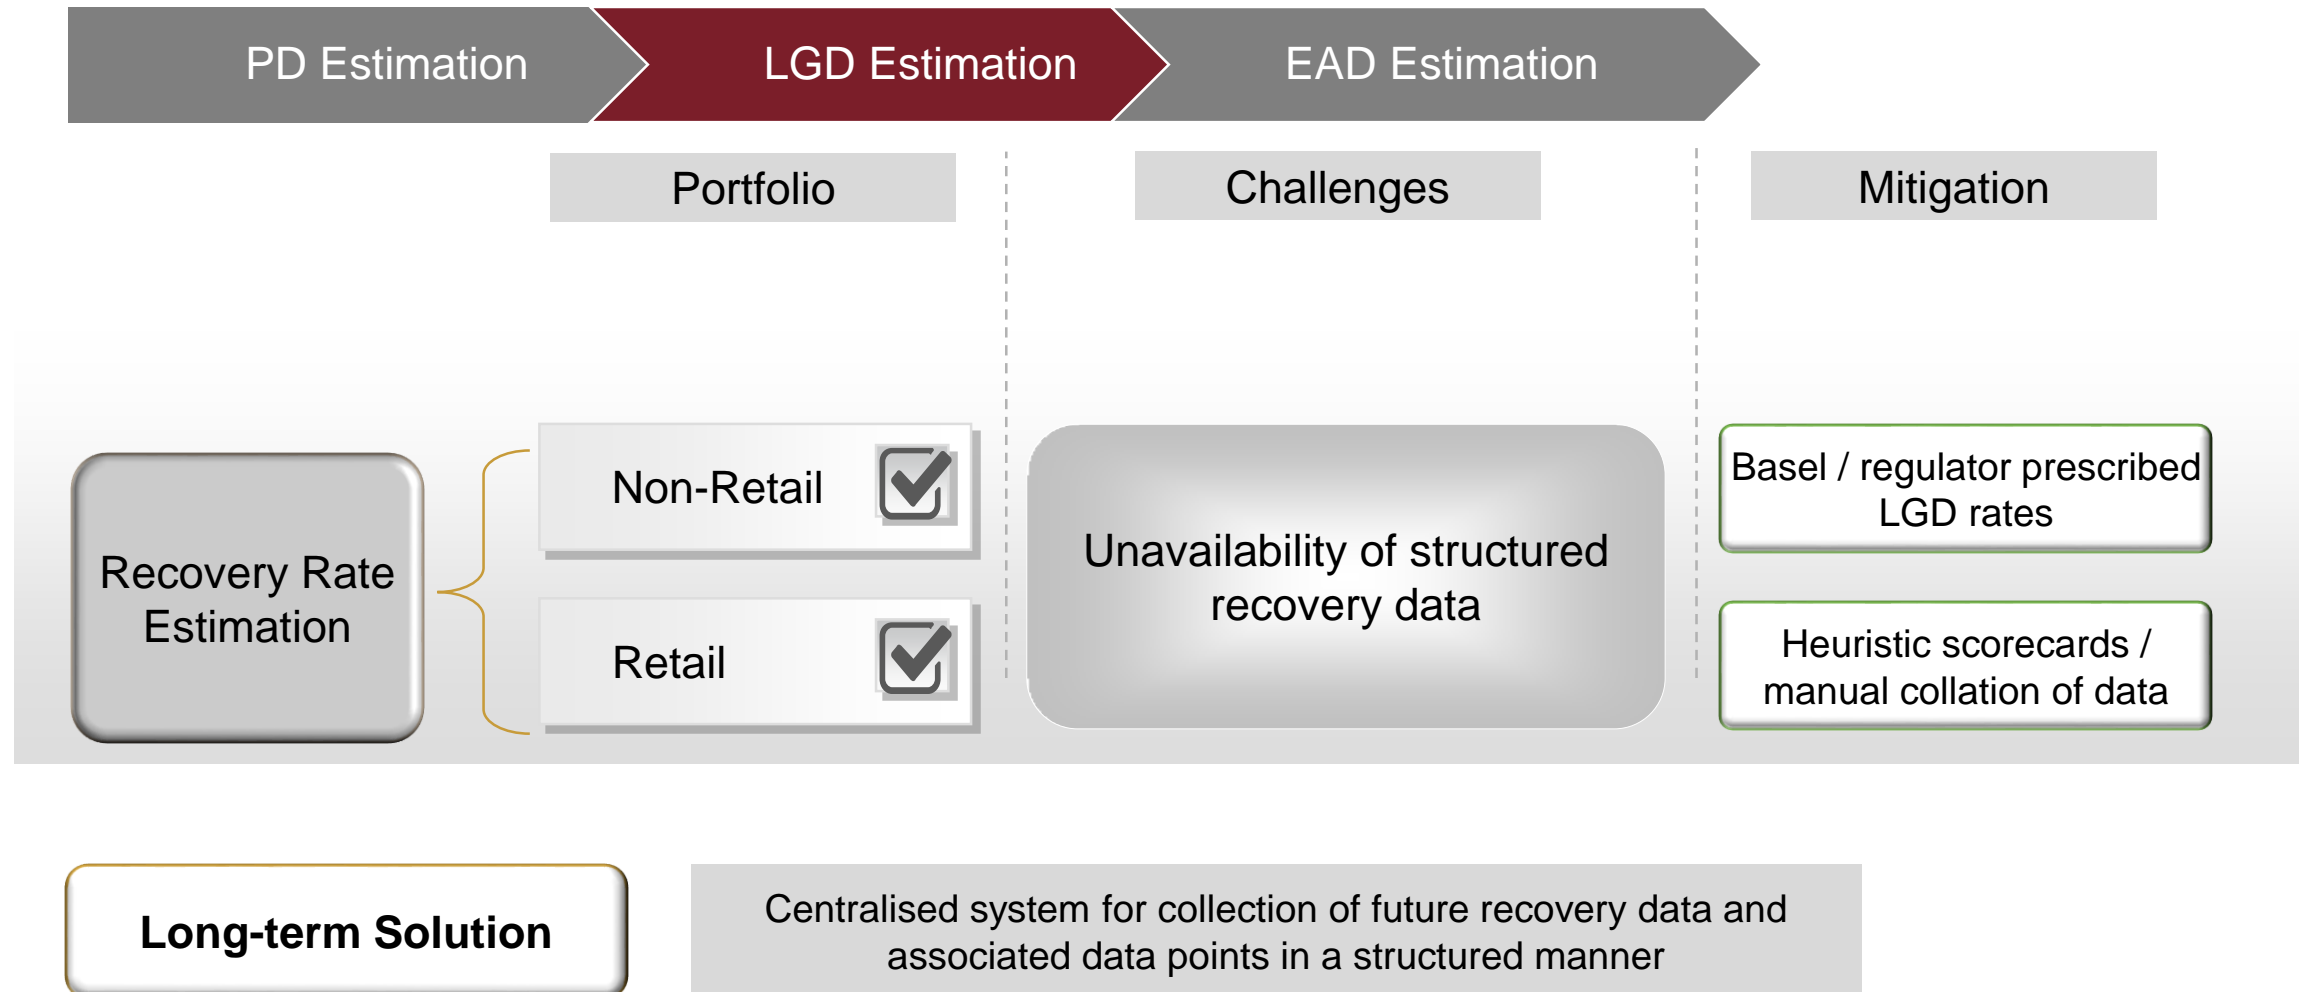 PD Estimation
LGD Estimation
EAD Estimation
Portfolio
Challenges
Mitigation
Recovery Rate
Estimation
Non-Retail
Retail
Unavailability of structured
recovery data
Basel / regulator prescribed
LGD rates
Heuristic scorecards /
manual collation of data
Long-term Solution
Centralised system for collection of future recovery data and
associated data points in a structured manner